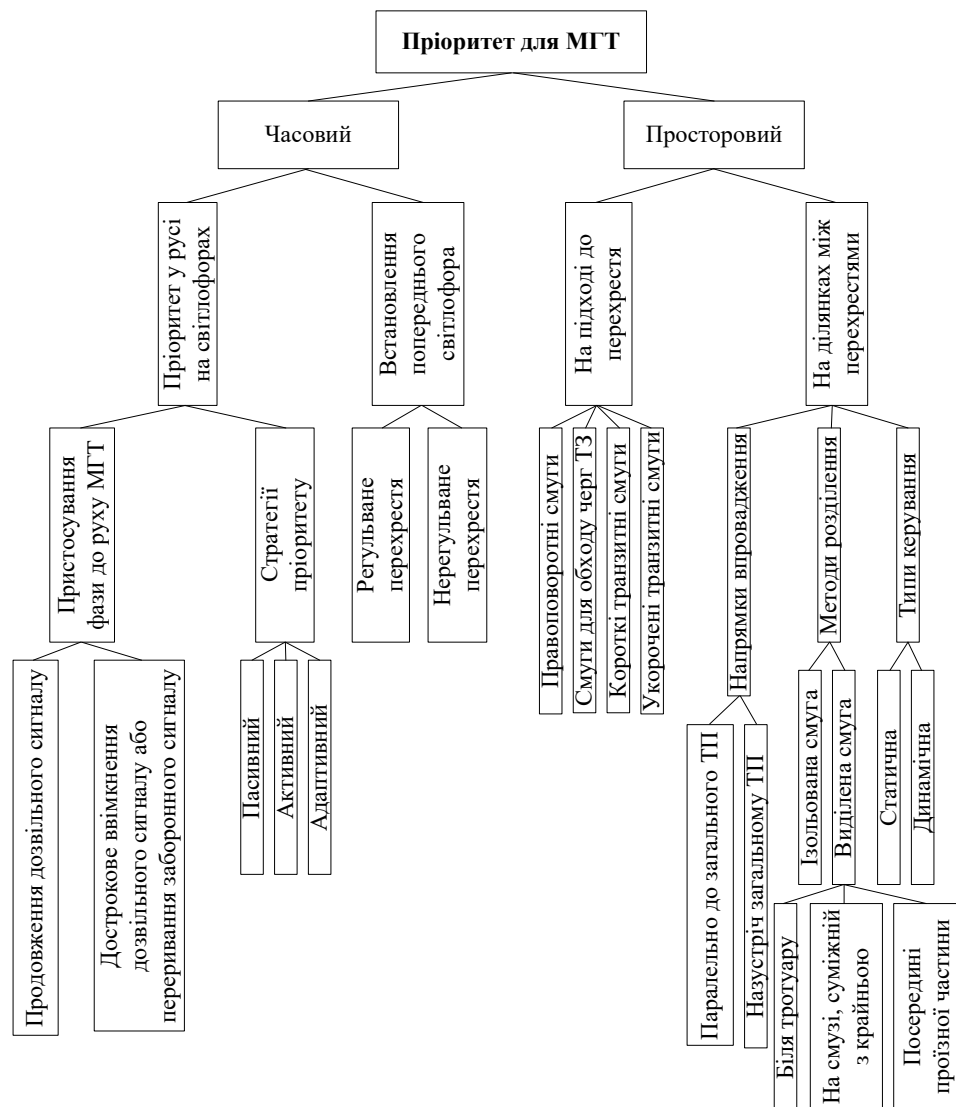 Пріоритет для МГТ
Часовий
Просторовий
Пріоритет у русі
на світлофорах
Встановлення
попереднього
світлофора
На підході до
перехрестя
На ділянках між
перехрестями
Пристосування
фази до руху МГТ
Стратегії
пріоритету
Регульване
перехрестя
Нерегульване
перехрестя
Правоповоротні смуги
Смуги для обходу черг ТЗ
Короткі транзитні смуги
Укорочені транзитні смуги
Напрямки впровадження
Методи розділення
Типи керування
Продовження дозвільного сигналу
Дострокове ввімкнення
дозвільного сигналу або
переривання заборонного сигналу
Пасивний
Активний
Адаптивний
Паралельно до загального ТП
Назустріч загальному ТП
Ізольована смуга
Виділена смуга
Статична
Динамічна
Біля тротуару
На смузі, суміжній
з крайньою
Посередині
проїзної частини